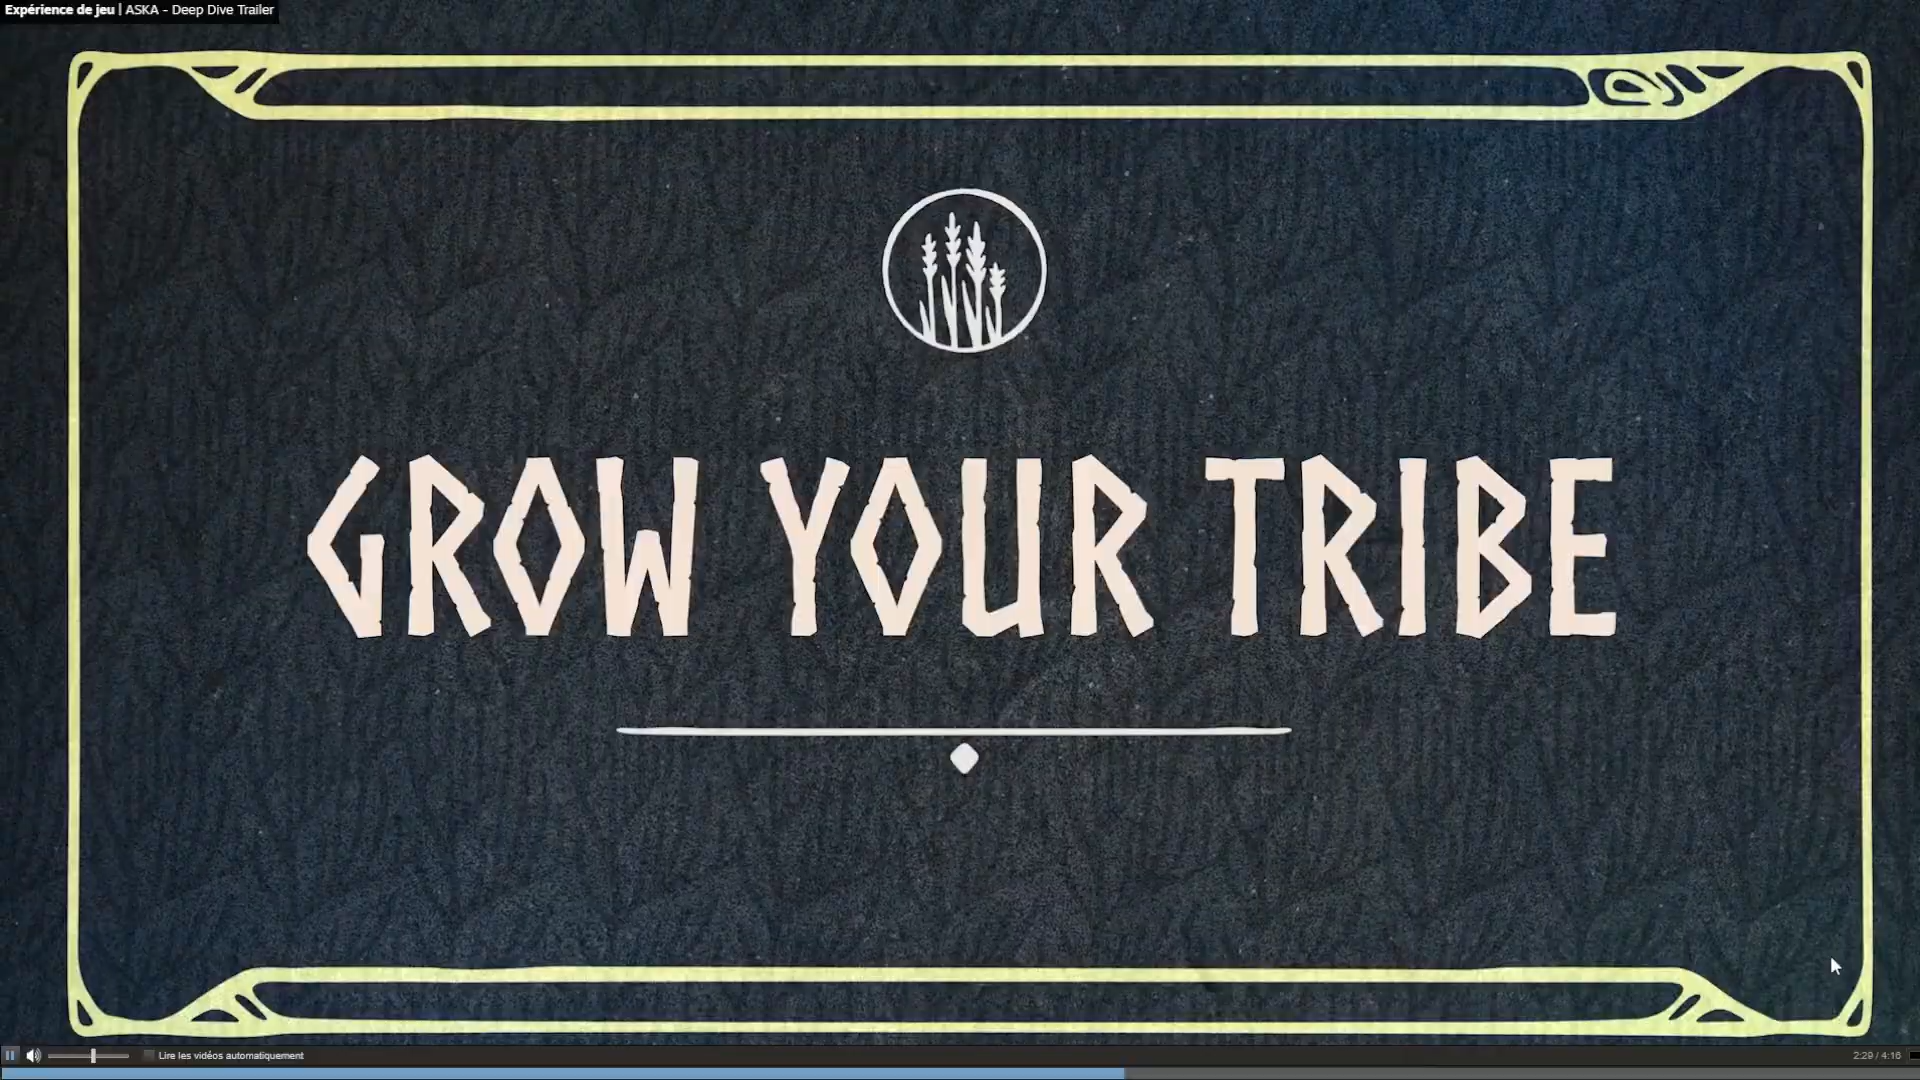 Expérience de jeu | ASKA - Deep Dive Trailer
GROW YOUR TRIBE
Lire les vidéos automatiquement
2:29 / 4:16